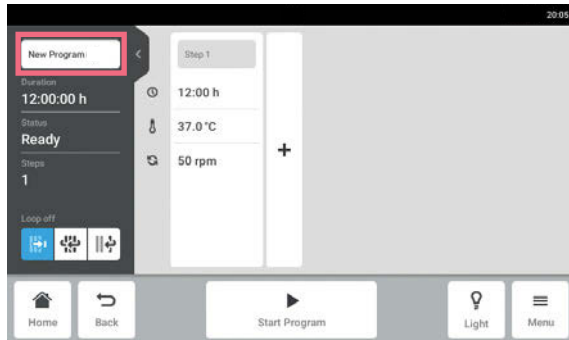 20:05
New Program
Duration
12:00:00 h
Status
Ready
Steps
1
Loop off
Step 1
12:00 h
37.0 °C
50 rpm
+
Home
Back
Start Program
Light
Menu